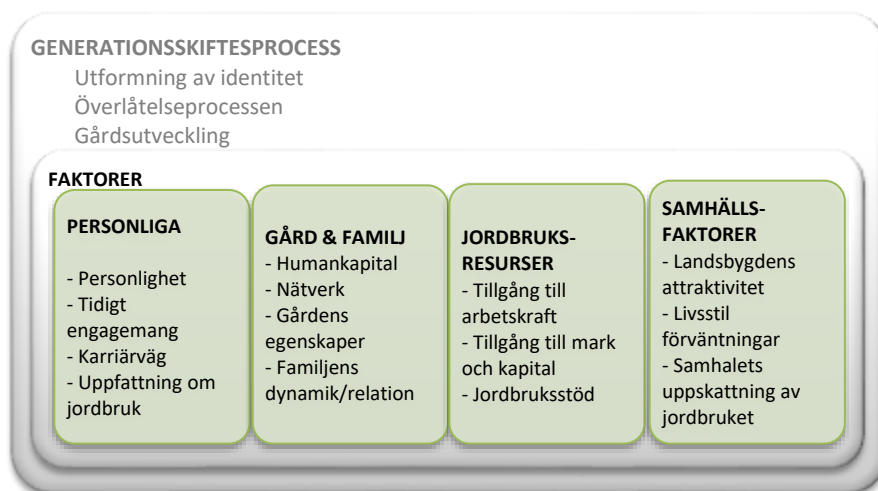 GENERATIONSSKIFTESPROCESS
Utformning av identitet
Överlåtelseprocessen
Gårdsutveckling
FAKTORER
PERSONLIGA
- Personlighet
- Tidigt
engagemang
- Karriärväg
- Uppfattning om
jordbruk
GÅRD & FAMILJ
- Humankapital
- Nätverk
- Gårdens
egenskaper
- Familjens
dynamik/relation
JORDBRUKS-
RESURSER
- Tillgång till
arbetskraft
- Tillgång till mark
och kapital
- Jordbruksstöd
SAMHÄLLS-
FAKTORER
- Landsbygdens
attraktivitet
- Livsstil
förväntningar
- Samhalets
uppskattning av
jordbruket